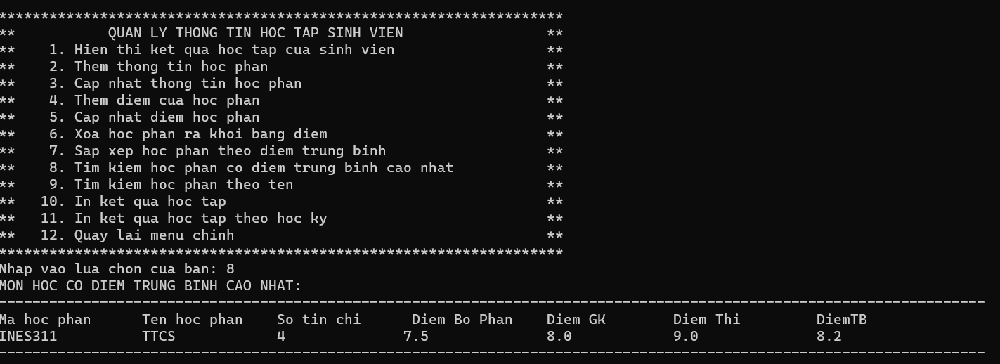 *******************************************************************
** QUAN LY THONG TIN HOC TAP SINH VIEN **
** 1. Hien thi ket qua hoc tap cua sinh vien **
** 2. Them thong tin hoc phan **
** 3. Cap nhat thong tin hoc phan **
** 4. Them diem cua hoc phan **
** 5. Cap nhat diem hoc phan **
** 6. Xoa hoc phan ra khoi bang diem **
** 7. Sap xep hoc phan theo diem trung binh **
** 8. Tim kiem hoc phan co diem trung binh cao nhat **
** 9. Tim kiem hoc phan theo ten **
** 10. In ket qua hoc tap **
** 11. In ket qua hoc tap theo hoc ky **
** 12. Quay lai menu chinh **
*******************************************************************
Nhap vao lua chon cua ban: 8
MON HOC CO DIEM TRUNG BINH CAO NHAT:
---------------------------------------------------------------------------------------------------------------------
Ma hoc phan Ten hoc phan So tin chi Diem Bo Phan Diem GK Diem Thi DiemTB
INES311 TTCS 4 7.5 8.0 9.0 8.2
---------------------------------------------------------------------------------------------------------------------